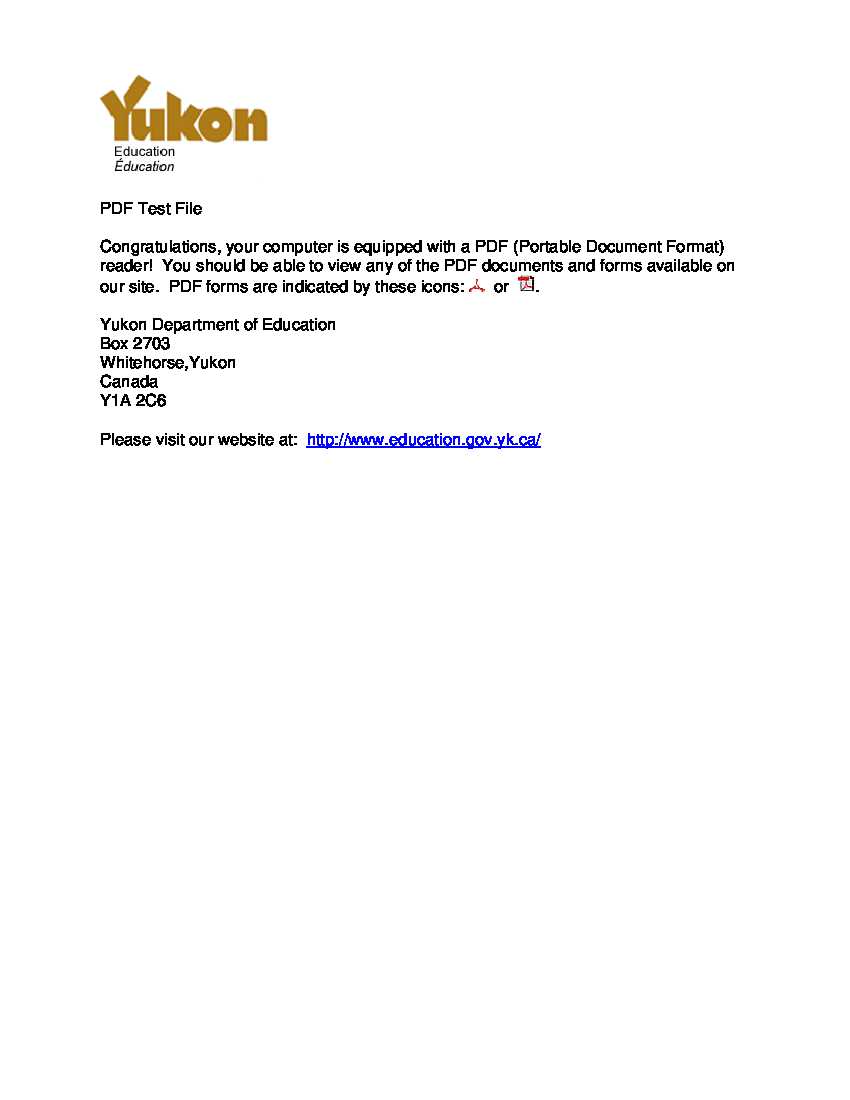 Yukon
Education
Éducation
PDF Test File
Congratulations, your computer is equipped with a PDF (Portable Document Format)
reader!  You should be able to view any of the PDF documents and forms available on
our site.  PDF forms are indicated by these icons: or .
Yukon Department of Education
Box 2703
Whitehorse,Yukon
Canada
Y1A 2C6
Please visit our website at:  http://www.education.gov.yk.ca/